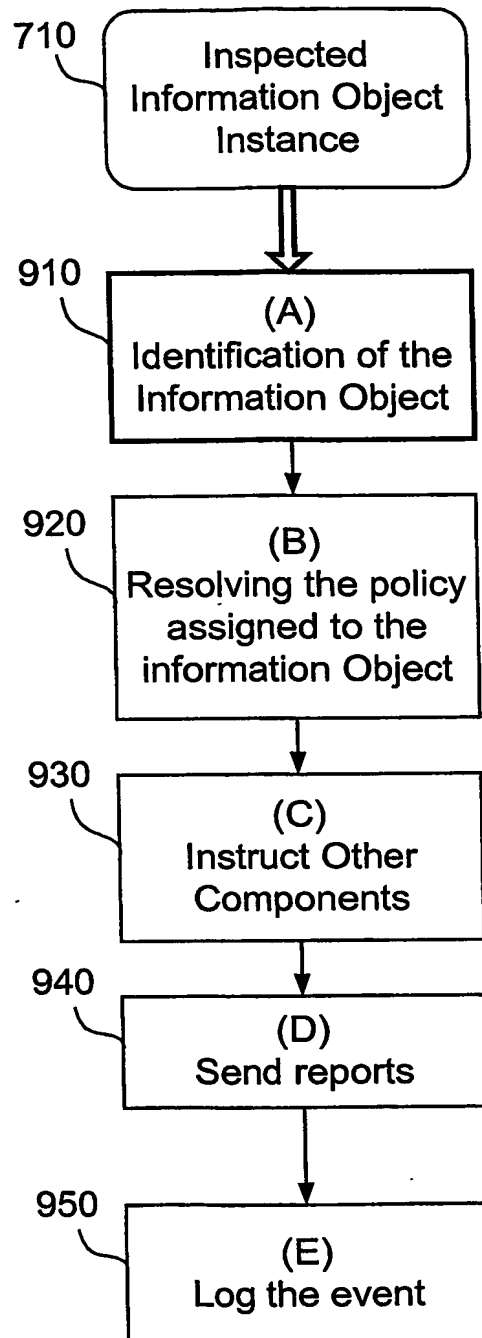 710
Inspected
Information Object
Instance
910
(A)
Identification of the
Information Object
920
(B)
Resolving the policy
assigned to the
information Object
930
(C)
Instruct Other
Components
940
(D)
Send reports
950
(E)
Log the event